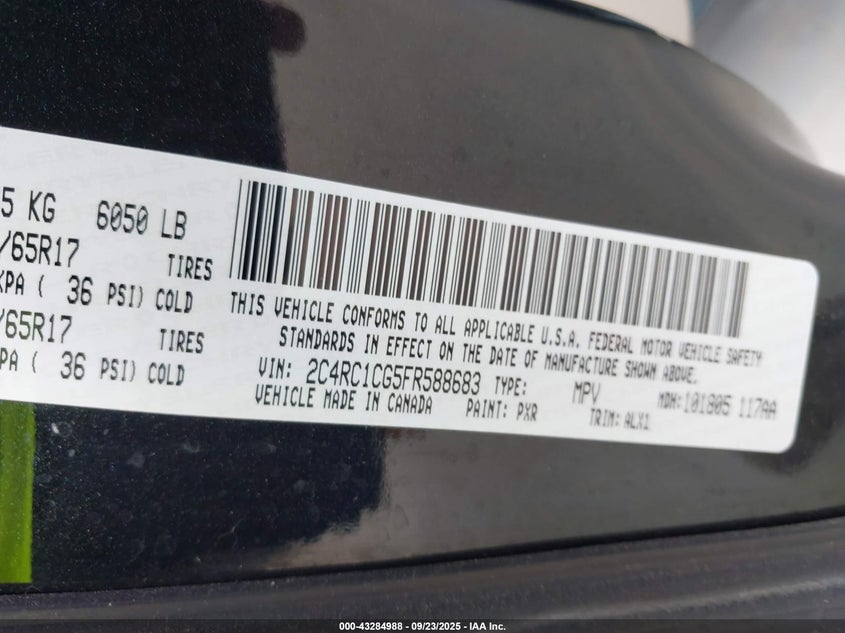 5 KG 6050 LB
/65R17 TIRES
KPA ( 36 PSI) COLD
/65R17 TIRES
PA ( 36 PSI) COLD
THIS VEHICLE CONFORMS TO ALL APPLICABLE U.S.A. FEDERAL MOTOR VEHICLE SAFETY
STANDARDS IN EFFECT ON THE DATE OF MANUFACTURE SHOWN ABOVE.
VIN: 2C4RC1CG5FR588683 TYPE: MPV MDH: 101805 117AA
VEHICLE MADE IN CANADA PAINT: PXR TRIM: ALX1
000-43284988 - 09/23/2025 - IAA Inc.